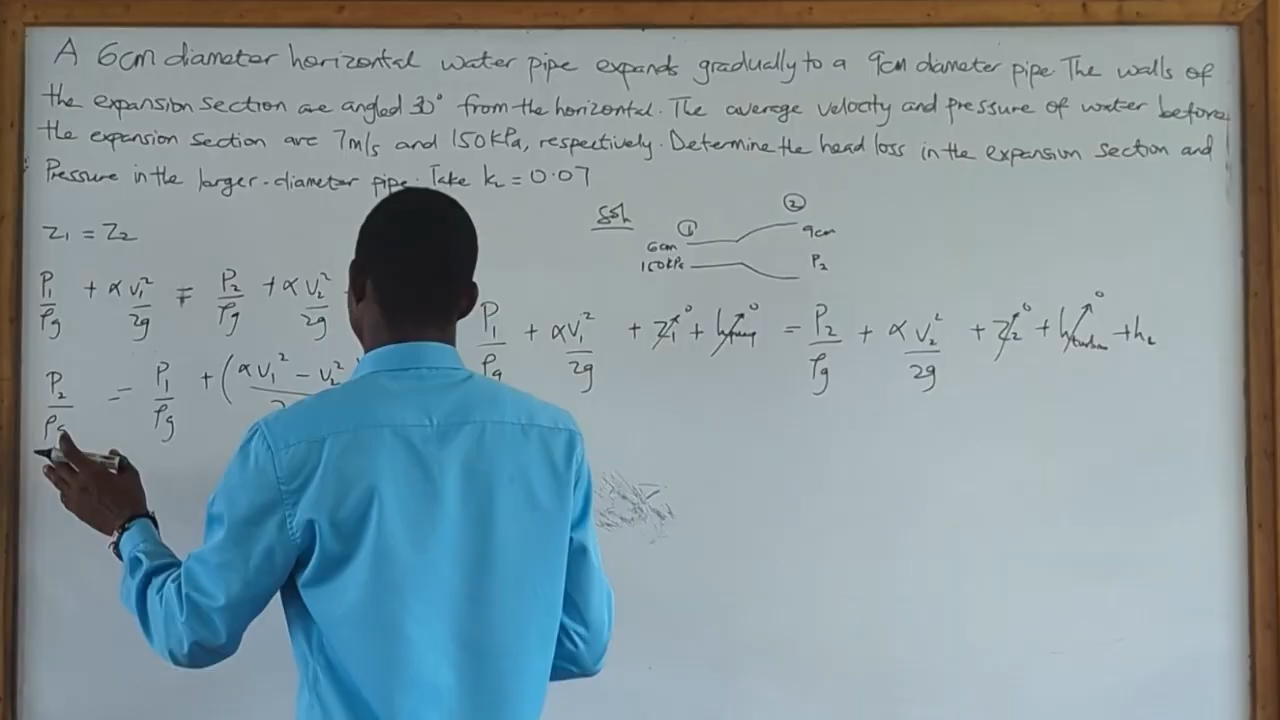 A 6cm diameter horizontal water pipe expands gradually to a 9cm diameter pipe. The walls of
the expansion section are angled 30° from the horizontal. The average velocity and pressure of water before
the expansion section are 7m/s and 150kPa, respectively. Determine the head loss in the expansion section and
Pressure in the larger-diameter pipe. Take kL = 0.07
Z₁ = Z₂
Soln
① ②
6cm 9cm
150kPa P₂
P₁/ρg + αV₁²/2g = P₂/ρg + αV₂²/2g
P₁/ρg + αV₁²/2g + Z₁ 0 + hpump 0 = P₂/ρg + αV₂²/2g + Z₂ 0 + hturbine 0 + hL
P₂/ρg = P₁/ρg + (αV₁² - V₂²